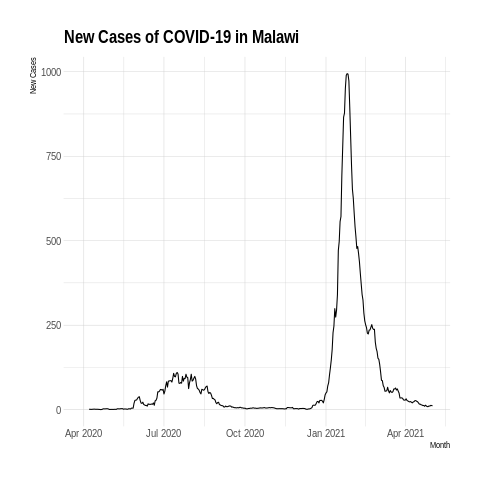 New Cases of COVID-19 in Malawi
New Cases
1000
750
500
250
0
Apr 2020 Jul 2020 Oct 2020 Jan 2021 Apr 2021
Month